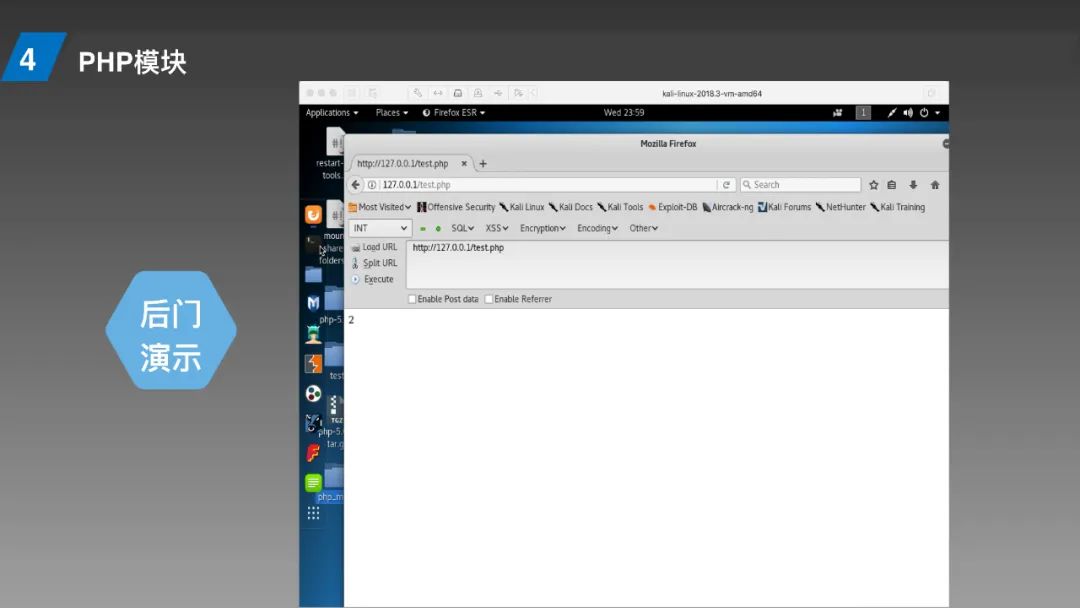 4
PHP模块
kali-linux-2018.3-vm-amd64
Applications Places Firefox ESR Wed 23:59 1
Mozilla Firefox
http://127.0.0.1/test.php
127.0.0.1/test.php Search
Most Visited Offensive Security Kali Linux Kali Docs Kali Tools Exploit-DB Aircrack-ng Kali Forums NetHunter Kali Training
INT SQL XSS Encryption Encoding Other
Load URL http://127.0.0.1/test.php
Split URL
Execute
Enable Post data Enable Referrer
2
restart-
tools.
moun
share
folders
php-5.
test
TGZ
php-5.
tar.g
php_m
后门
演示